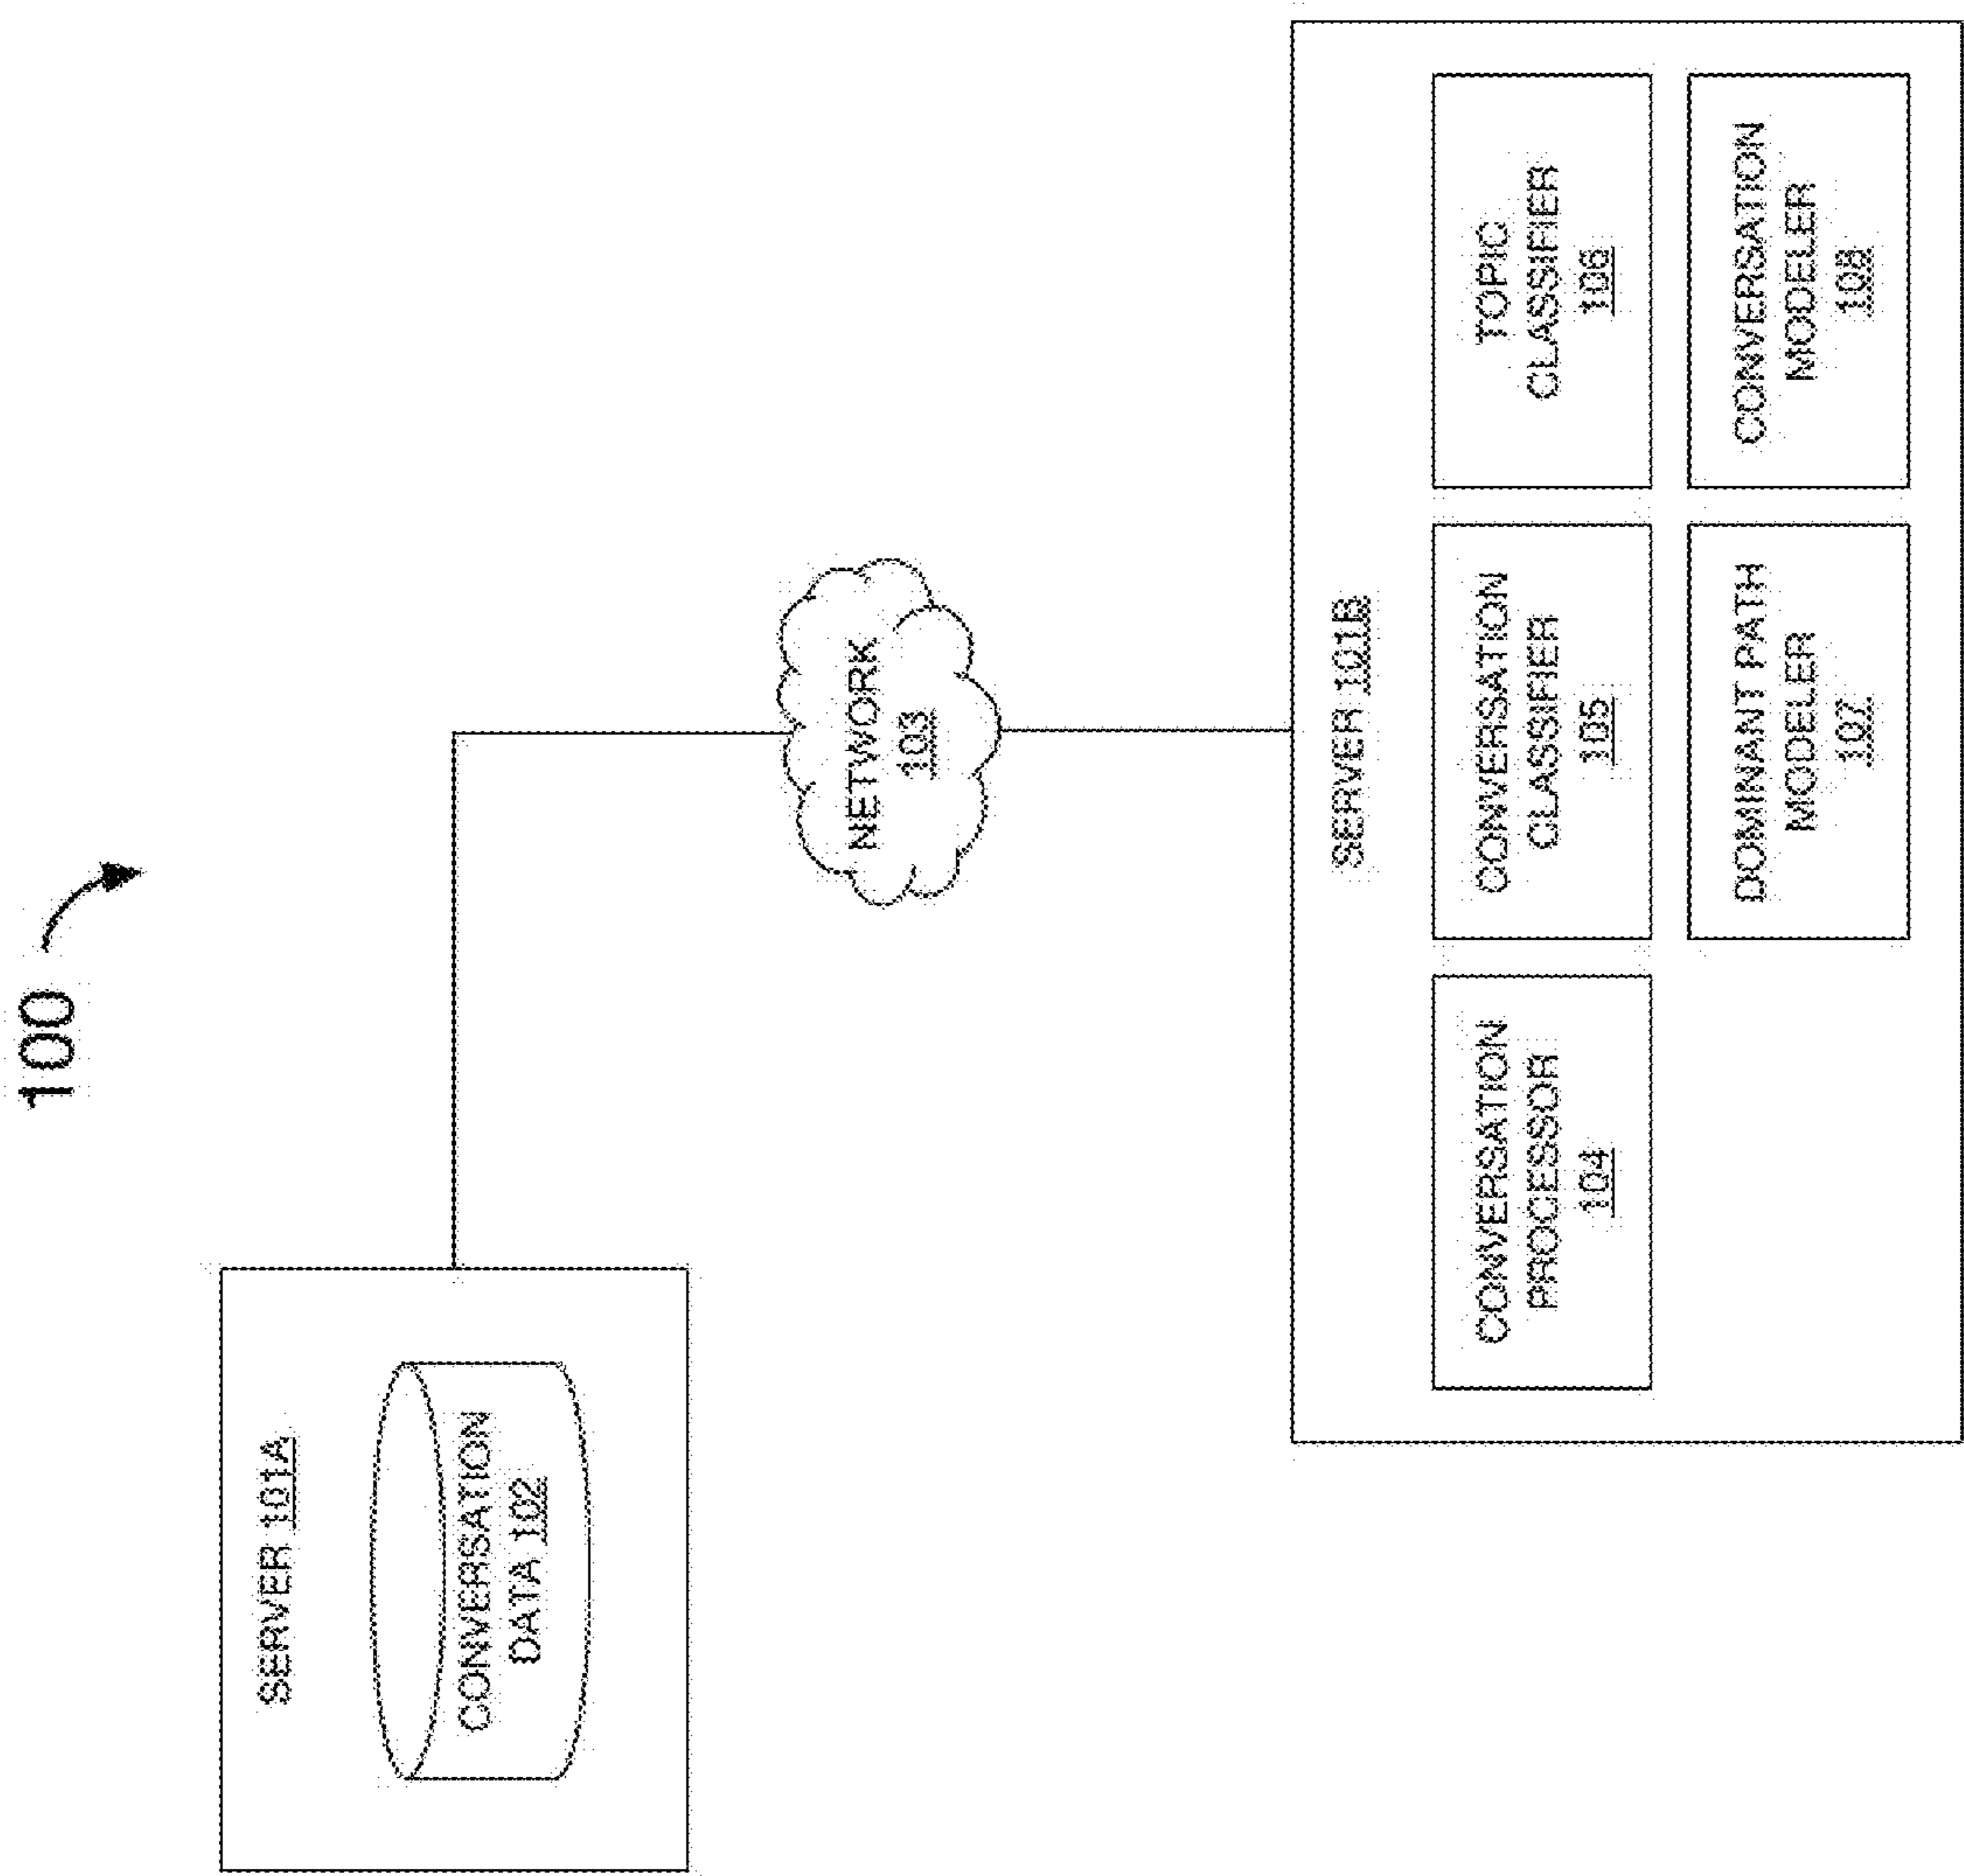 100
SERVER 101A
CONVERSATION
DATA 102
NETWORK
103
SERVER 101B
CONVERSATION
PROCESSOR
104
CONVERSATION
CLASSIFIER
105
TOPIC
CLASSIFIER
106
DOMINANT PATH
MODELER
107
CONVERSATION
MODELER
108